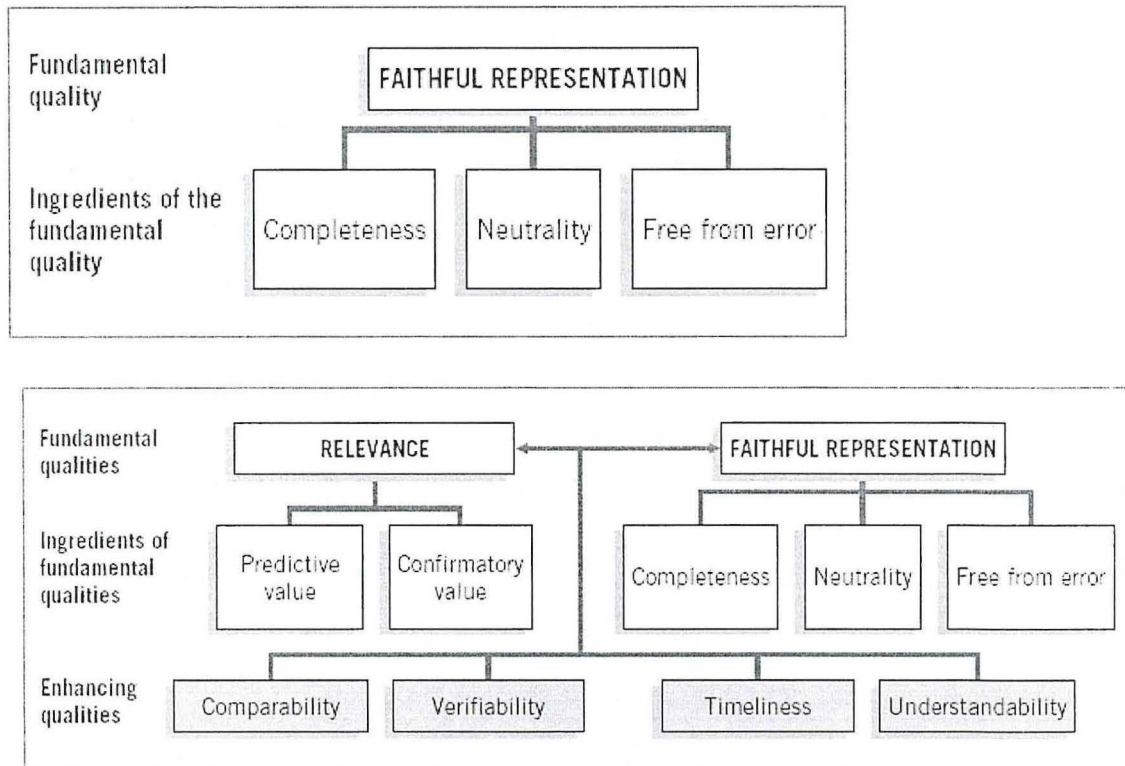 Fundamental
quality
FAITHFUL REPRESENTATION
Ingredients of the
fundamental
quality
Completeness
Neutrality
Free from error
Fundamental
qualities
RELEVANCE
FAITHFUL REPRESENTATION
Ingredients of
fundamental
qualities
Predictive
value
Confirmatory
value
Completeness
Neutrality
Free from error
Enhancing
qualities
Comparability
Verifiability
Timeliness
Understandability